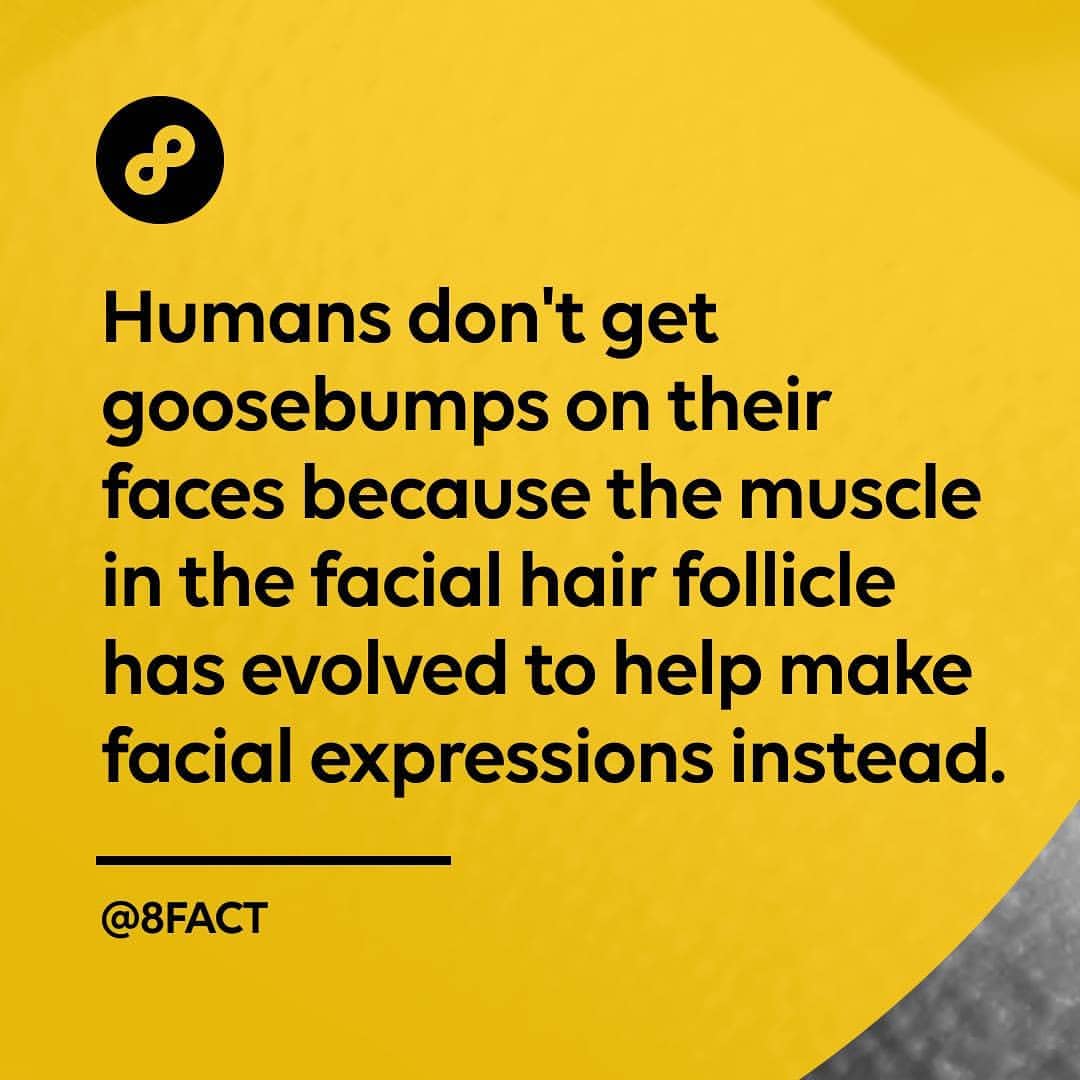 Humans don't get
goosebumps on their
faces because the muscle
in the facial hair follicle
has evolved to help make
facial expressions instead.
@8FACT